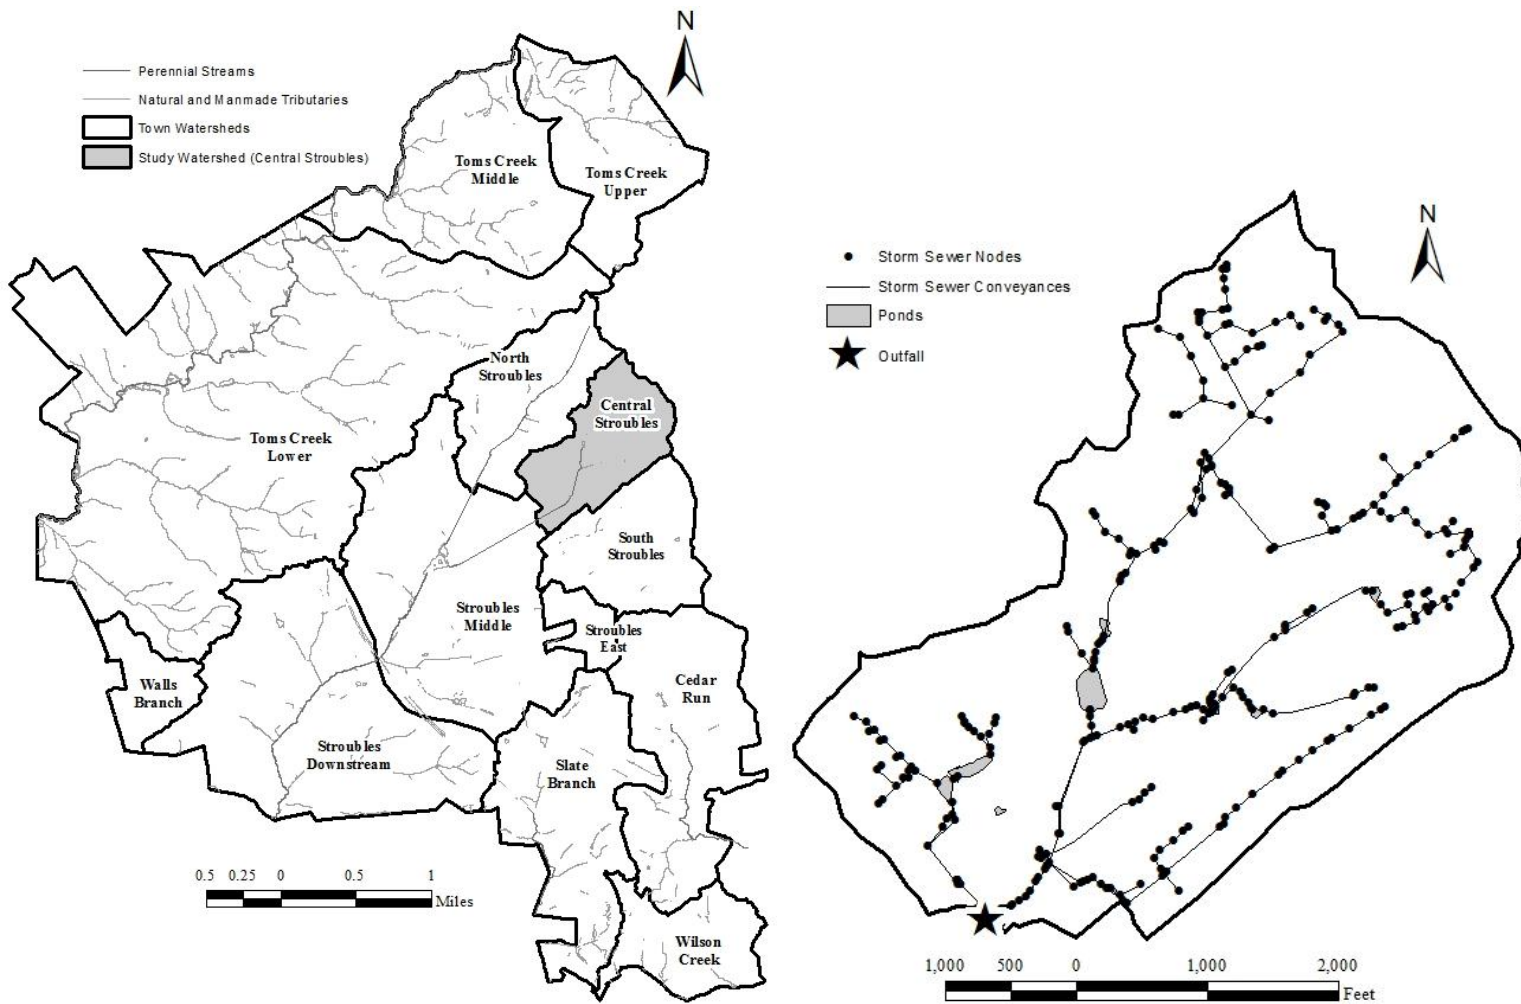 N
Perennial Streams
Natural and Manmade Tributaries
Town Watersheds
Study Watershed (Central Stroubles)
Toms Creek
Middle
Toms Creek
Upper
North
Stroubles
Central
Stroubles
Toms Creek
Lower
South
Stroubles
Stroubles
Middle
Stroubles
East
Walls
Branch
Cedar
Run
Stroubles
Downstream
Slate
Branch
Wilson
Creek
0.5 0.25 0 0.5 1
Miles
N
Storm Sewer Nodes
Storm Sewer Conveyances
Ponds
Outfall
1,000 500 0 1,000 2,000
Feet